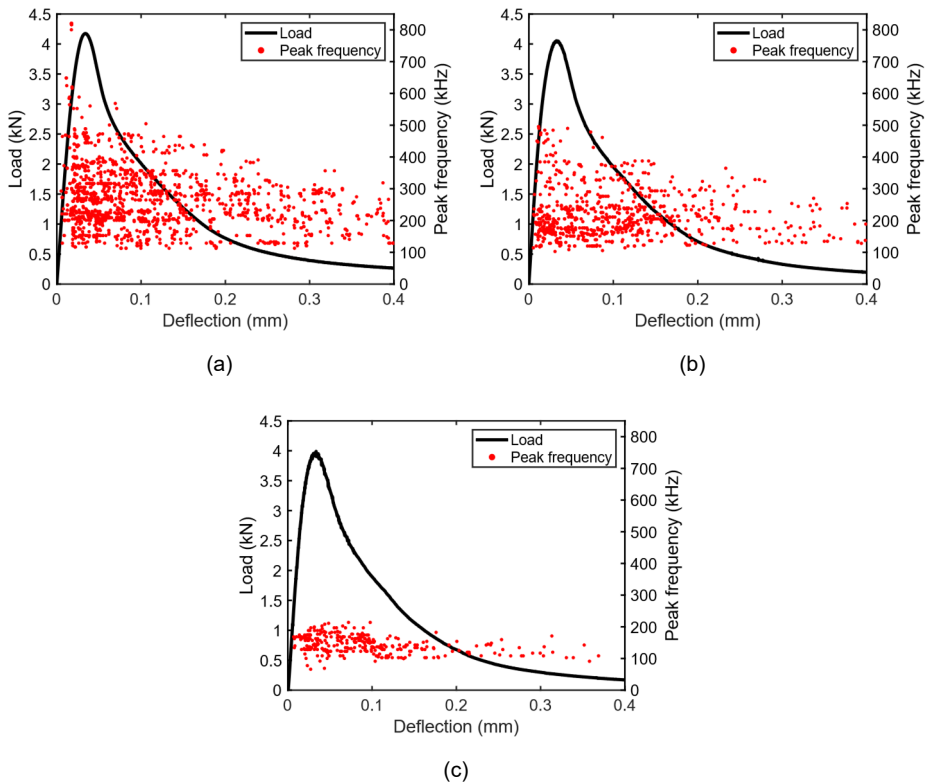 Load
Peak frequency
4.5
4
3.5
3
2.5
2
1.5
1
0.5
0
Load (kN)
800
700
600
500
400
300
200
100
0
Peak frequency (kHz)
0 0.1 0.2 0.3 0.4
Deflection (mm)
(a)
Load
Peak frequency
4.5
4
3.5
3
2.5
2
1.5
1
0.5
0
Load (kN)
800
700
600
500
400
300
200
100
0
Peak frequency (kHz)
0 0.1 0.2 0.3 0.4
Deflection (mm)
(b)
Load
Peak frequency
4.5
4
3.5
3
2.5
2
1.5
1
0.5
0
Load (kN)
800
700
600
500
400
300
200
100
0
Peak frequency (kHz)
0 0.1 0.2 0.3 0.4
Deflection (mm)
(c)